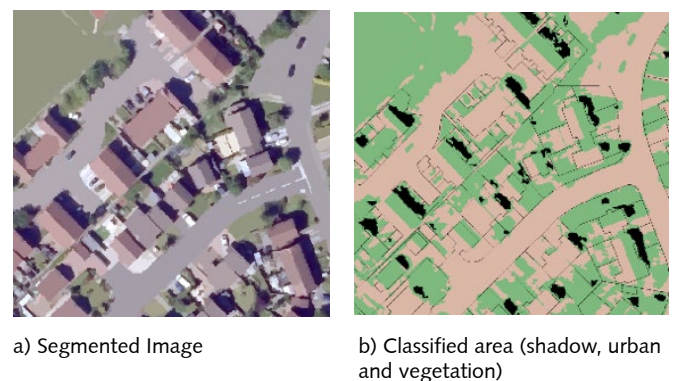 a) Segmented Image
b) Classified area (shadow, urban
and vegetation)